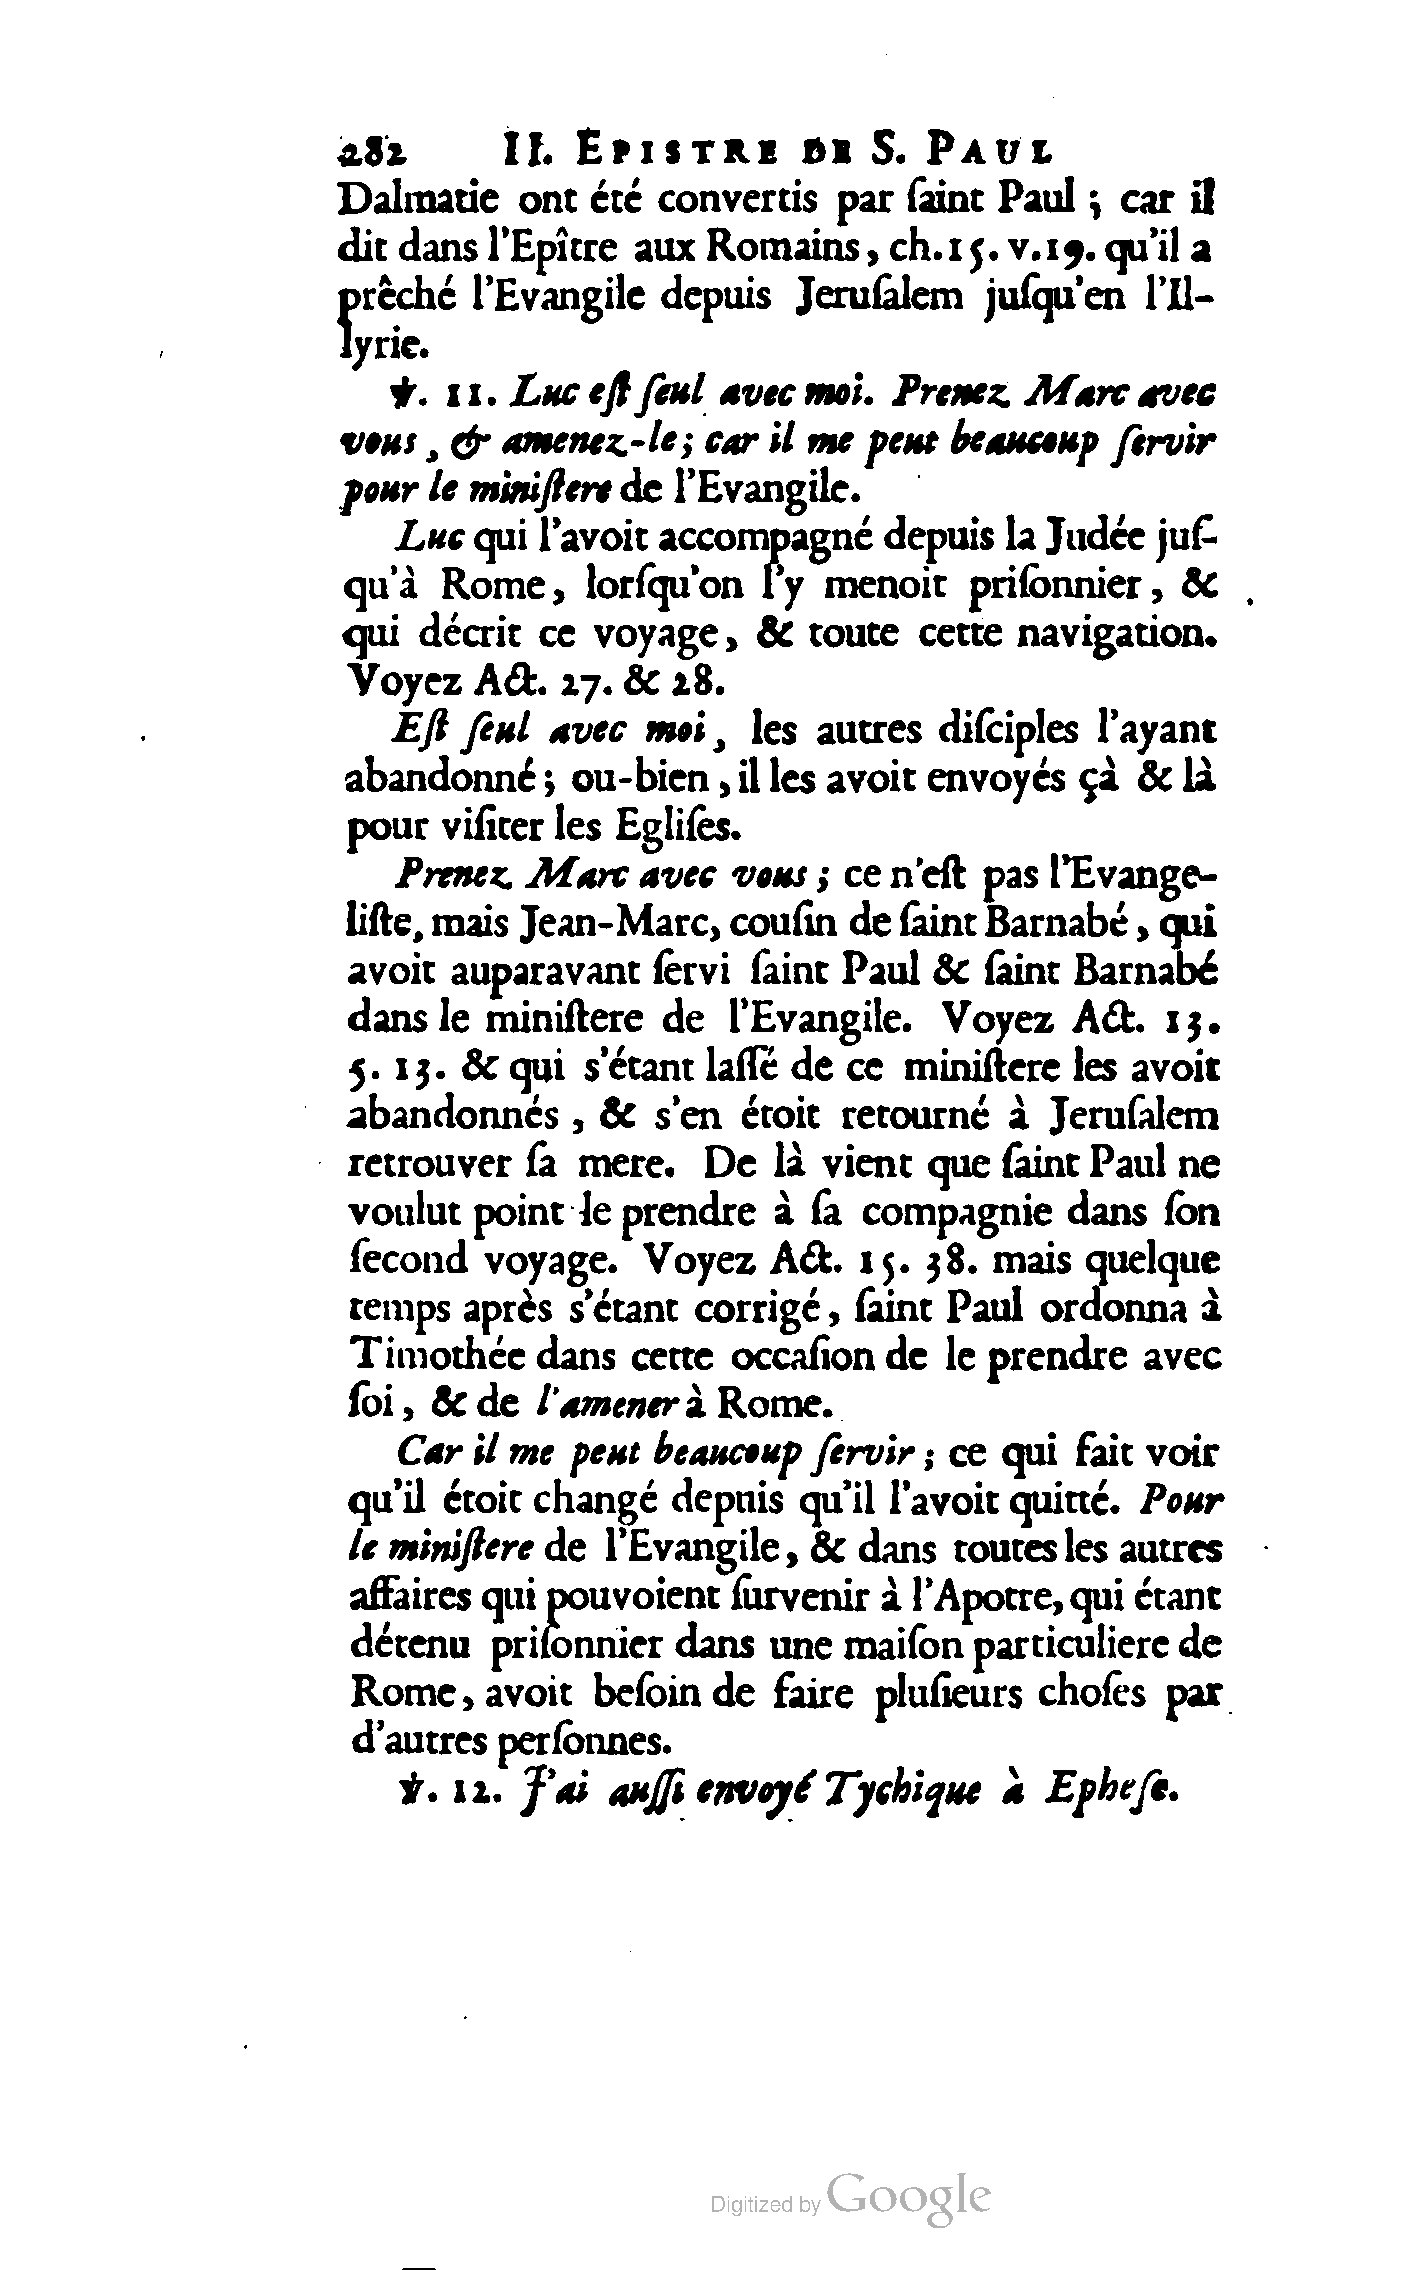 282 II. EPISTRE DE S. PAUL
Dalmatie ont été convertis par ſaint Paul ; car il
dit dans l'Epître aux Romains, ch. 15. v. 19. qu'il a
prêché l'Evangile depuis Jeruſalem juſqu'en l'Il-
lyrie.
℣. 11. Luc eſt ſeul avec moi. Prenez Marc avec
vous, & amenez-le; car il me peut beaucoup ſervir
pour le miniſtere de l'Evangile.
Luc qui l'avoit accompagné depuis la Judée juſ-
qu'à Rome, lorſqu'on l'y menoit priſonnier, &
qui décrit ce voyage, & toute cette navigation.
Voyez Act. 27. & 28.
Eſt ſeul avec moi, les autres diſciples l'ayant
abandonné; ou-bien, il les avoit envoyés çà & là
pour viſiter les Egliſes.
Prenez Marc avec vous; ce n'eſt pas l'Evange-
liſte, mais Jean-Marc, couſin de ſaint Barnabé, qui
avoit auparavant ſervi ſaint Paul & ſaint Barnabé
dans le miniſtere de l'Evangile. Voyez Act. 13.
5. 13. & qui s'étant laſſé de ce miniſtere les avoit
abandonnés, & s'en étoit retourné à Jeruſalem
retrouver ſa mere. De là vient que ſaint Paul ne
voulut point le prendre à ſa compagnie dans ſon
ſecond voyage. Voyez Act. 15. 38. mais quelque
temps après s'étant corrigé, ſaint Paul ordonna à
Timothée dans cette occaſion de le prendre avec
ſoi, & de l'amener à Rome.
Car il me peut beaucoup ſervir; ce qui fait voir
qu'il étoit changé depuis qu'il l'avoit quitté. Pour
le miniſtere de l'Evangile, & dans toutes les autres
affaires qui pouvoient ſurvenir à l'Apotre, qui étant
détenu priſonnier dans une maiſon particuliere de
Rome, avoit beſoin de faire pluſieurs choſes par
d'autres perſonnes.
℣. 12. J'ai auſſi envoyé Tychique à Epheſe.
Digitized by Google